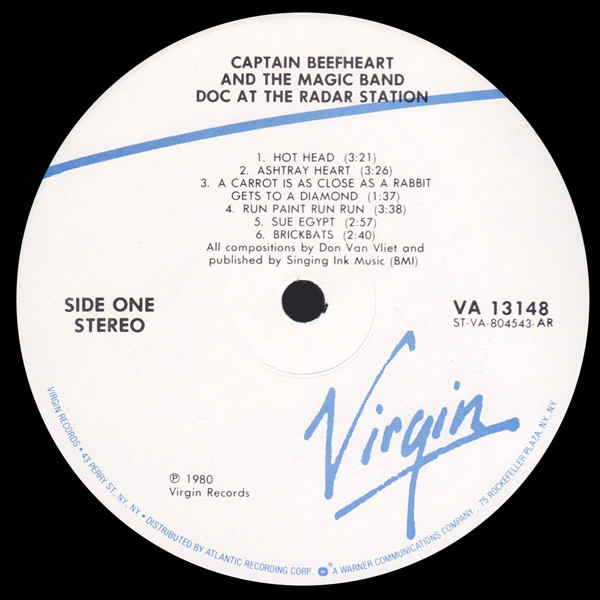 CAPTAIN BEEFHEART
AND THE MAGIC BAND
DOC AT THE RADAR STATION
1. HOT HEAD (3:21)
2. ASHTRAY HEART (3:26)
3. A CARROT IS AS CLOSE AS A RABBIT
GETS TO A DIAMOND (1:37)
4. RUN PAINT RUN RUN (3:38)
5. SUE EGYPT (2:57)
6. BRICKBATS (2:40)
All compositions by Don Van Vliet and
published by Singing Ink Music (BMI)
SIDE ONE
STEREO
VA 13148
ST-VA-804543-AR
Virgin
℗ 1980
Virgin Records
VIRGIN RECORDS • 43 PERRY ST., NY, NY • DISTRIBUTED BY ATLANTIC RECORDING CORP. A WARNER COMMUNICATIONS COMPANY, 75 ROCKEFELLER PLAZA, NY, NY.